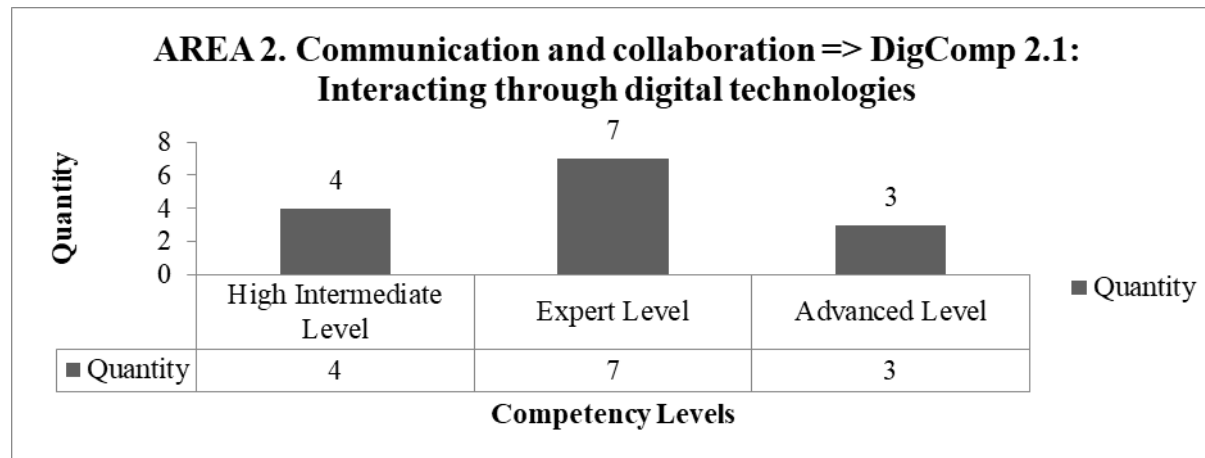 AREA 2. Communication and collaboration => DigComp 2.1:
Interacting through digital technologies
Quantity
8
6
4
2
0
4
7
3
High Intermediate
Level
Expert Level
Advanced Level
Quantity
Quantity
4
7
3
Competency Levels